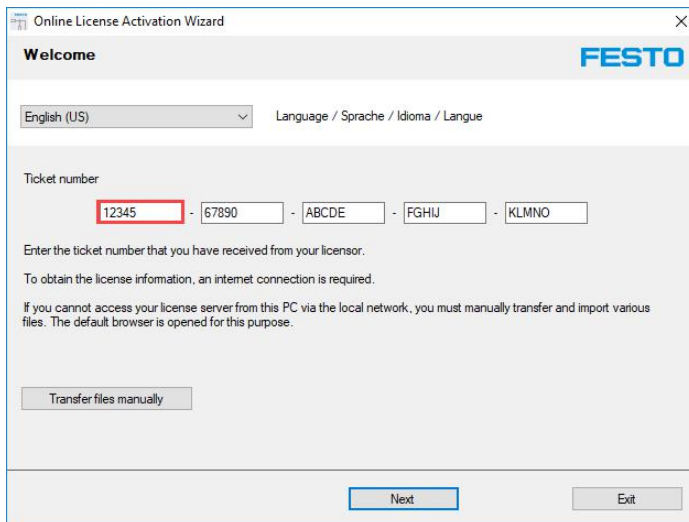 Online License Activation Wizard
Welcome
FESTO
English (US)
Language / Sprache / Idioma / Langue
Ticket number
12345 - 67890 - ABCDE - FGHIJ - KLMNO
Enter the ticket number that you have received from your licensor.
To obtain the license information, an internet connection is required.
If you cannot access your license server from this PC via the local network, you must manually transfer and import various
files. The default browser is opened for this purpose.
Transfer files manually
Next
Exit